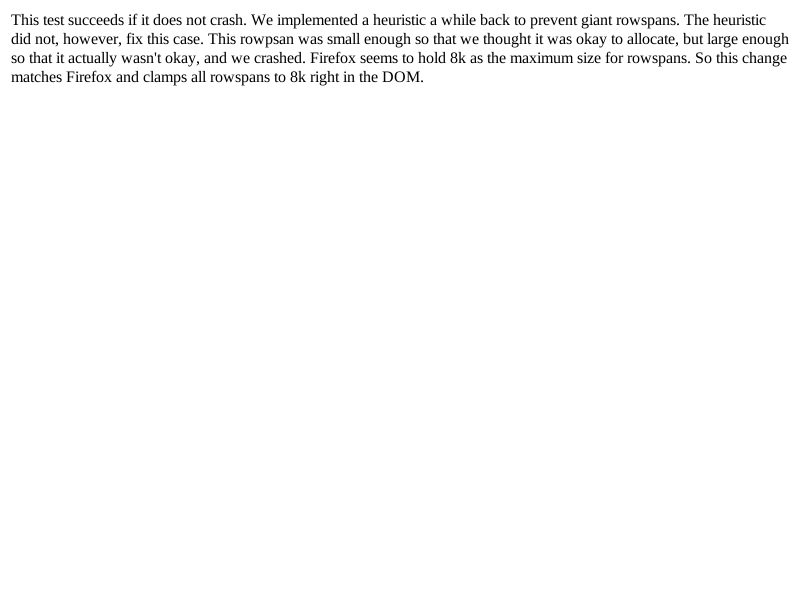 This test succeeds if it does not crash. We implemented a heuristic a while back to prevent giant rowspans. The heuristic
did not, however, fix this case. This rowpsan was small enough so that we thought it was okay to allocate, but large enough
so that it actually wasn't okay, and we crashed. Firefox seems to hold 8k as the maximum size for rowspans. So this change
matches Firefox and clamps all rowspans to 8k right in the DOM.